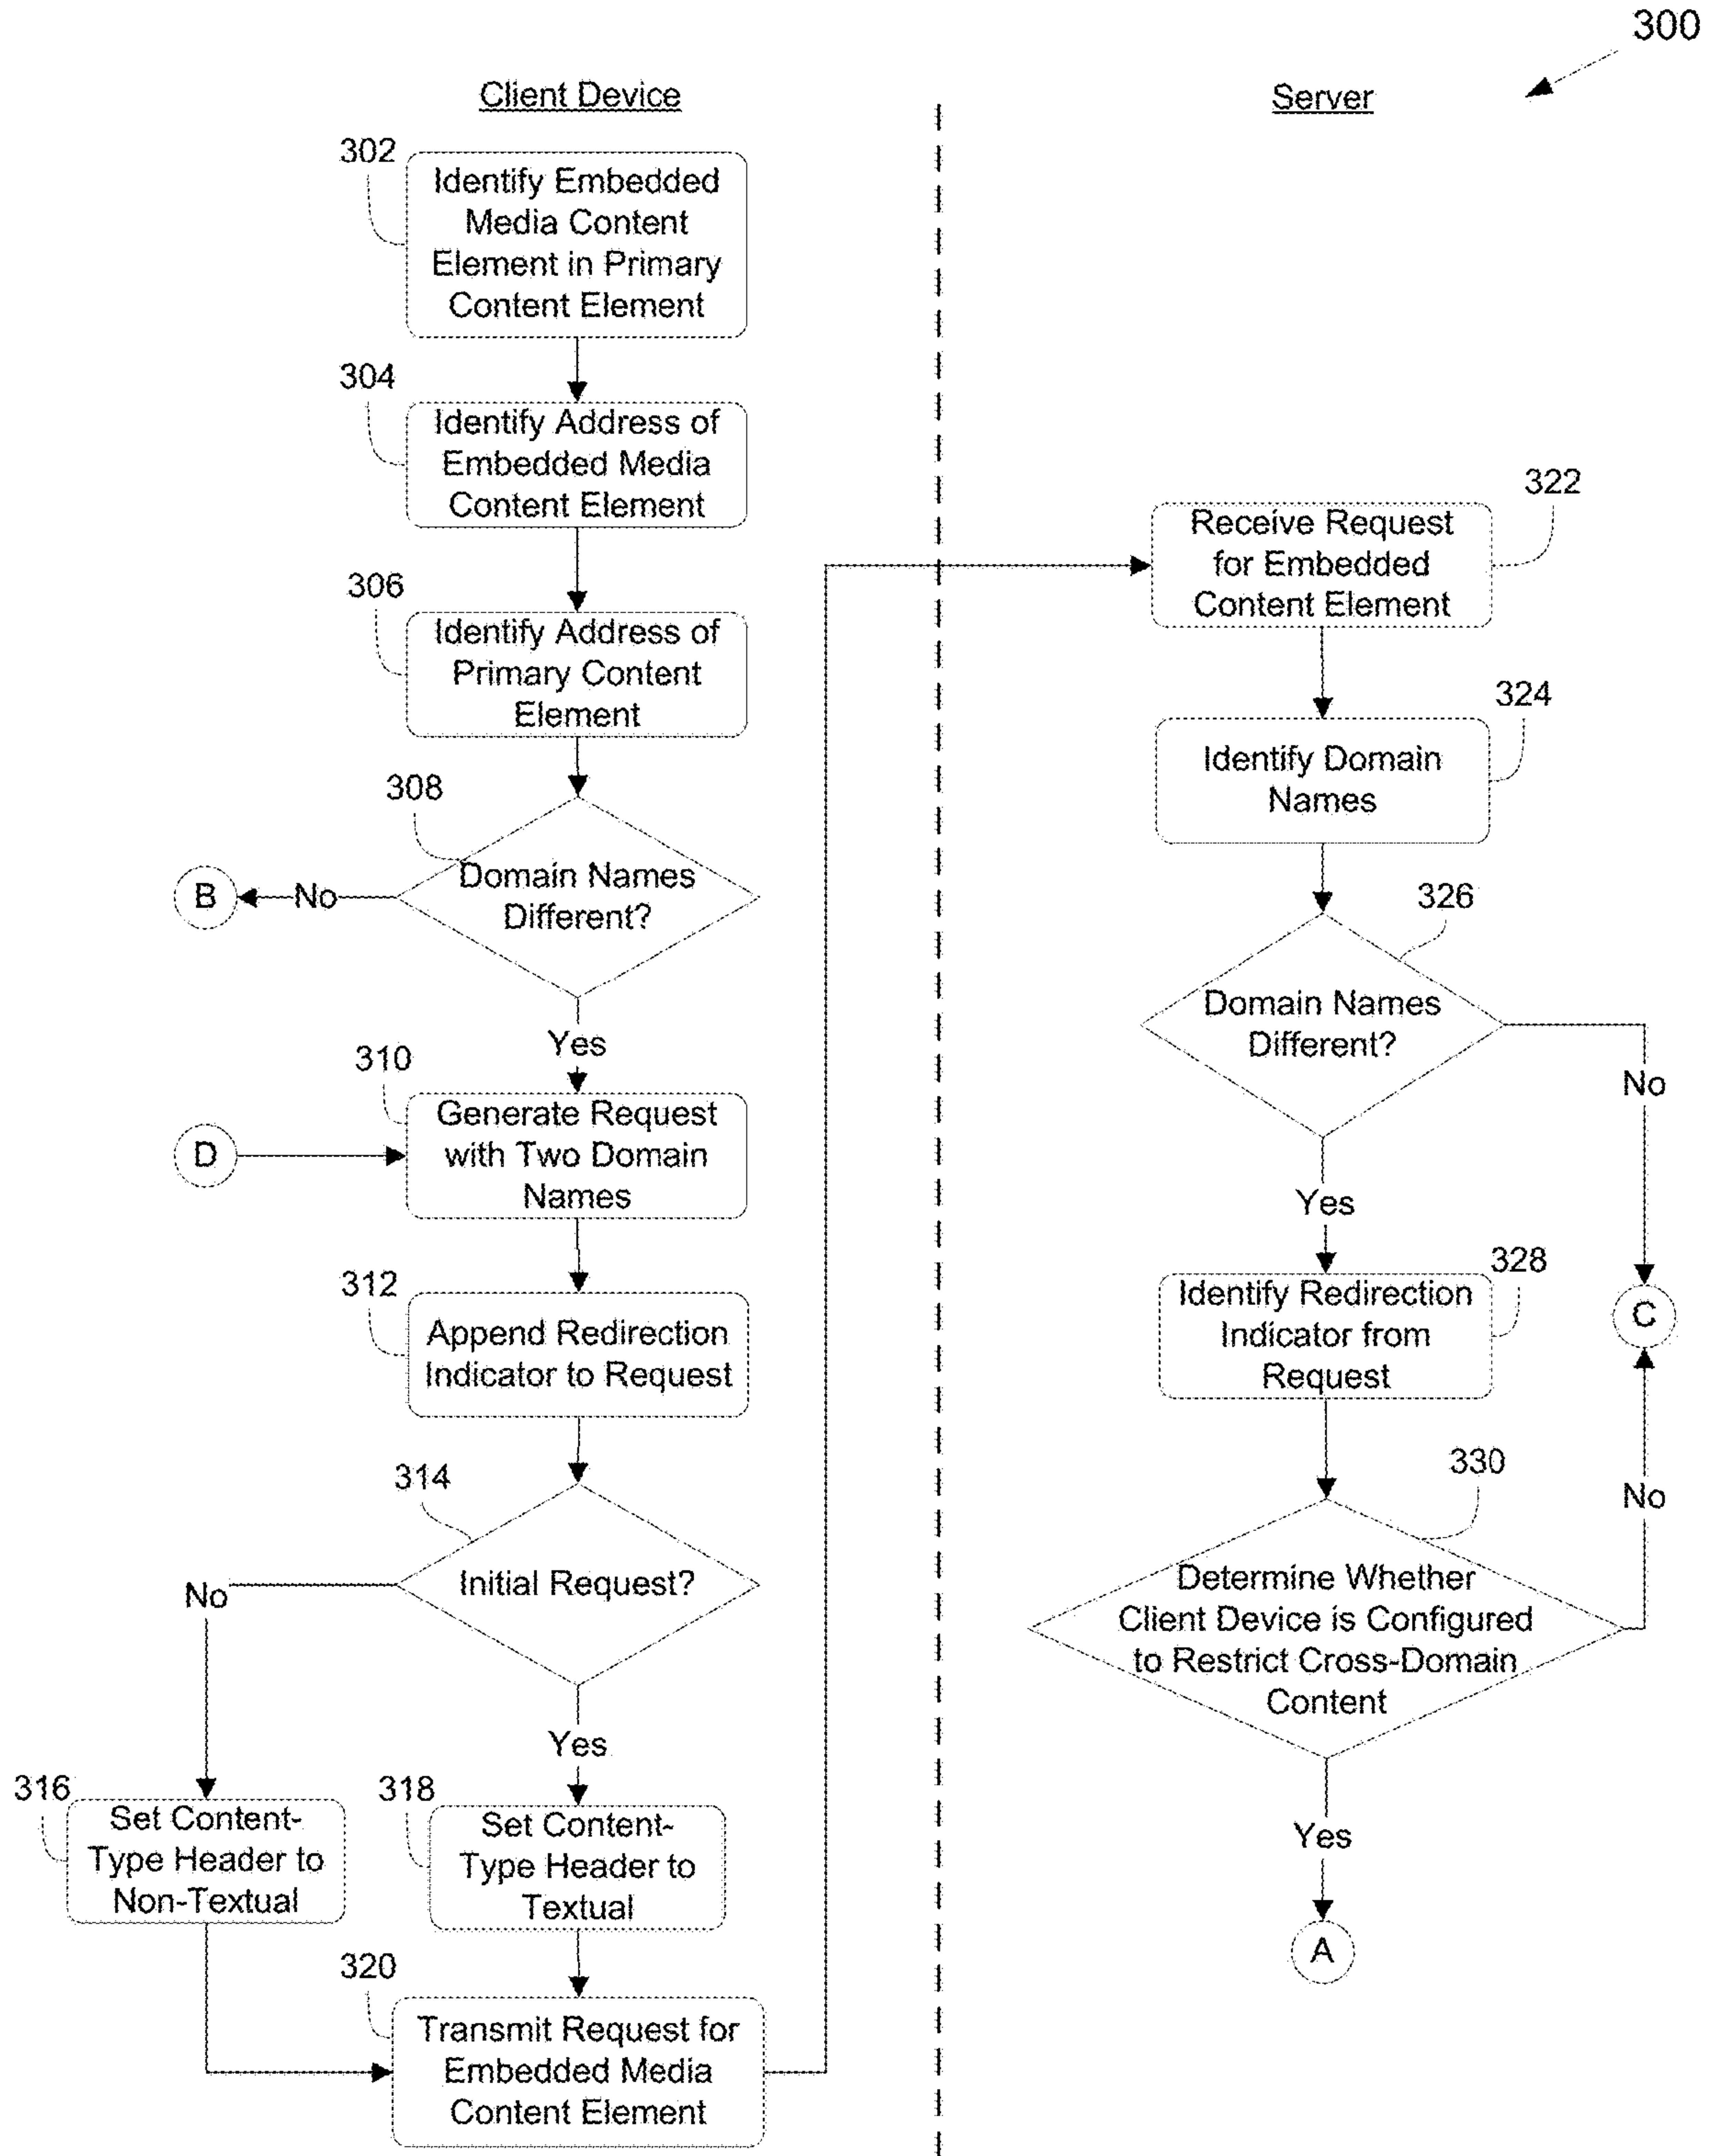 300
Client Device
Server
302
Identify Embedded
Media Content
Element in Primary
Content Element
304
Identify Address of
Embedded Media
Content Element
306
Identify Address of
Primary Content
Element
308
Domain Names
Different?
No
B
Yes
310
Generate Request
with Two Domain
Names
D
312
Append Redirection
Indicator to Request
314
Initial Request?
No
Yes
316
Set Content-
Type Header to
Non-Textual
318
Set Content-
Type Header to
Textual
320
Transmit Request for
Embedded Media
Content Element
322
Receive Request
for Embedded
Content Element
324
Identify Domain
Names
326
Domain Names
Different?
No
Yes
328
Identify Redirection
Indicator from
Request
C
330
No
Determine Whether
Client Device is Configured
to Restrict Cross-Domain
Content
Yes
A